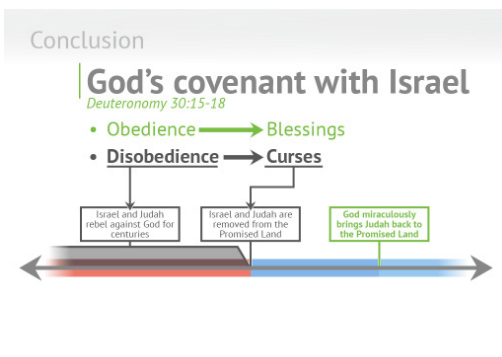 Conclusion
God's covenant with Israel
Deuteronomy 30:15-18
• Obedience Blessings
• Disobedience Curses
Israel and Judah
rebel against God for
centuries
Israel and Judah are
removed from the
Promised Land
God miraculously
brings Judah back to
the Promised Land